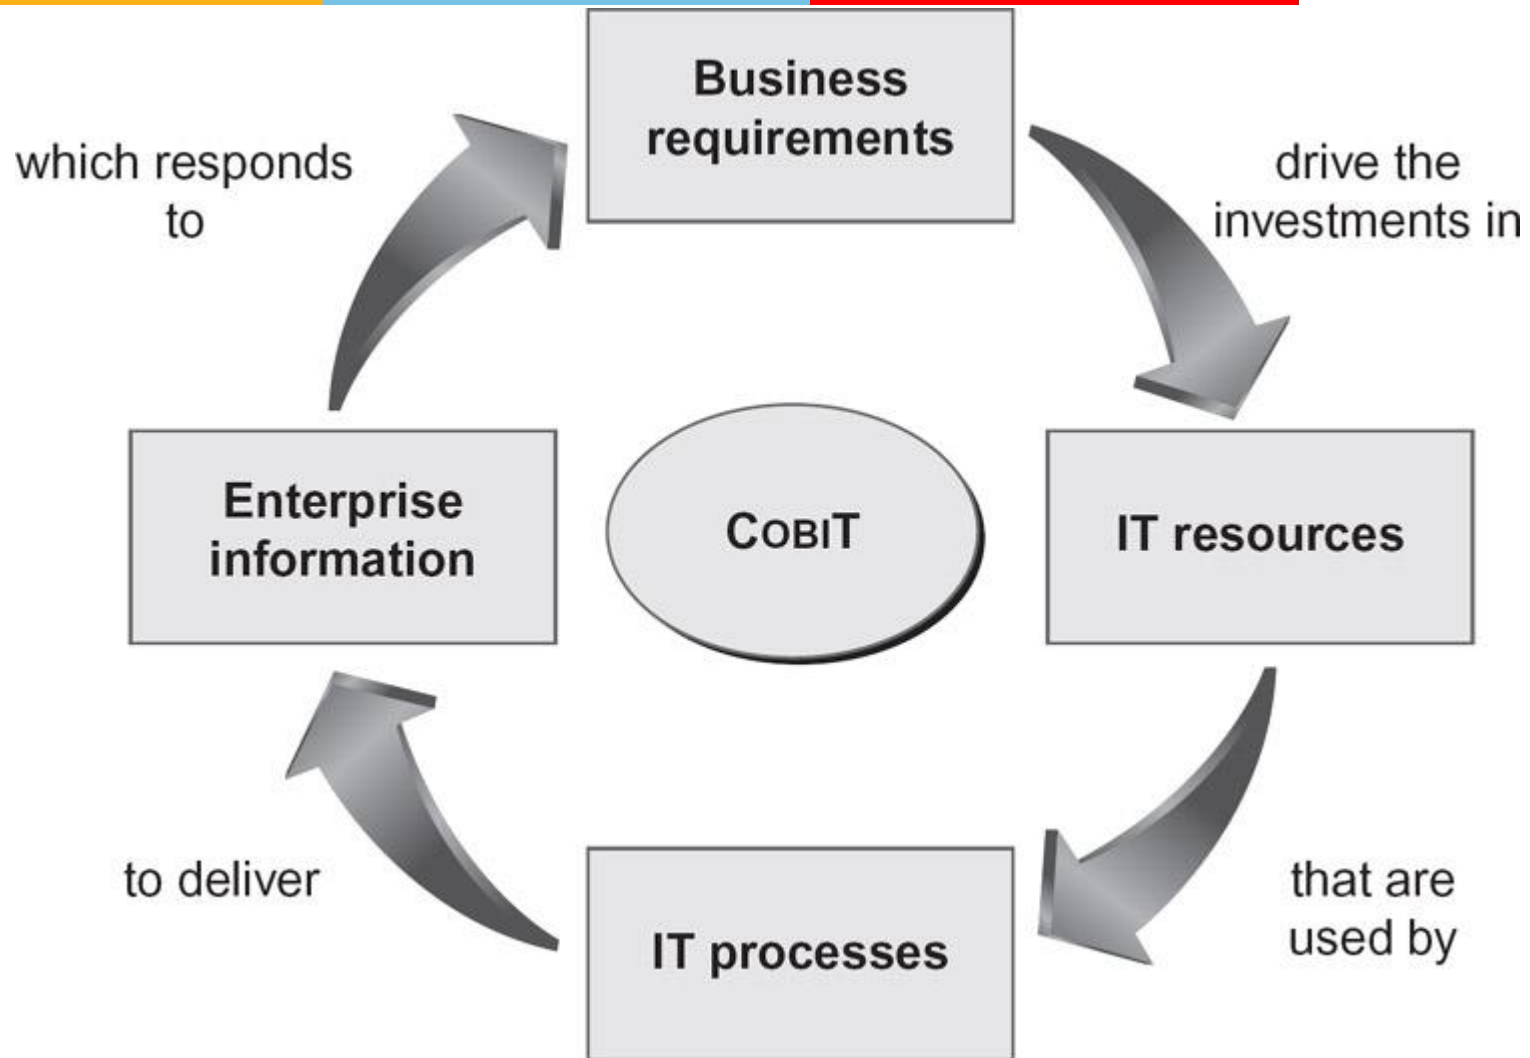 Business
requirements
which responds
to
drive the
investments in
Enterprise
information
COBIT
IT resources
to deliver
IT processes
that are
used by